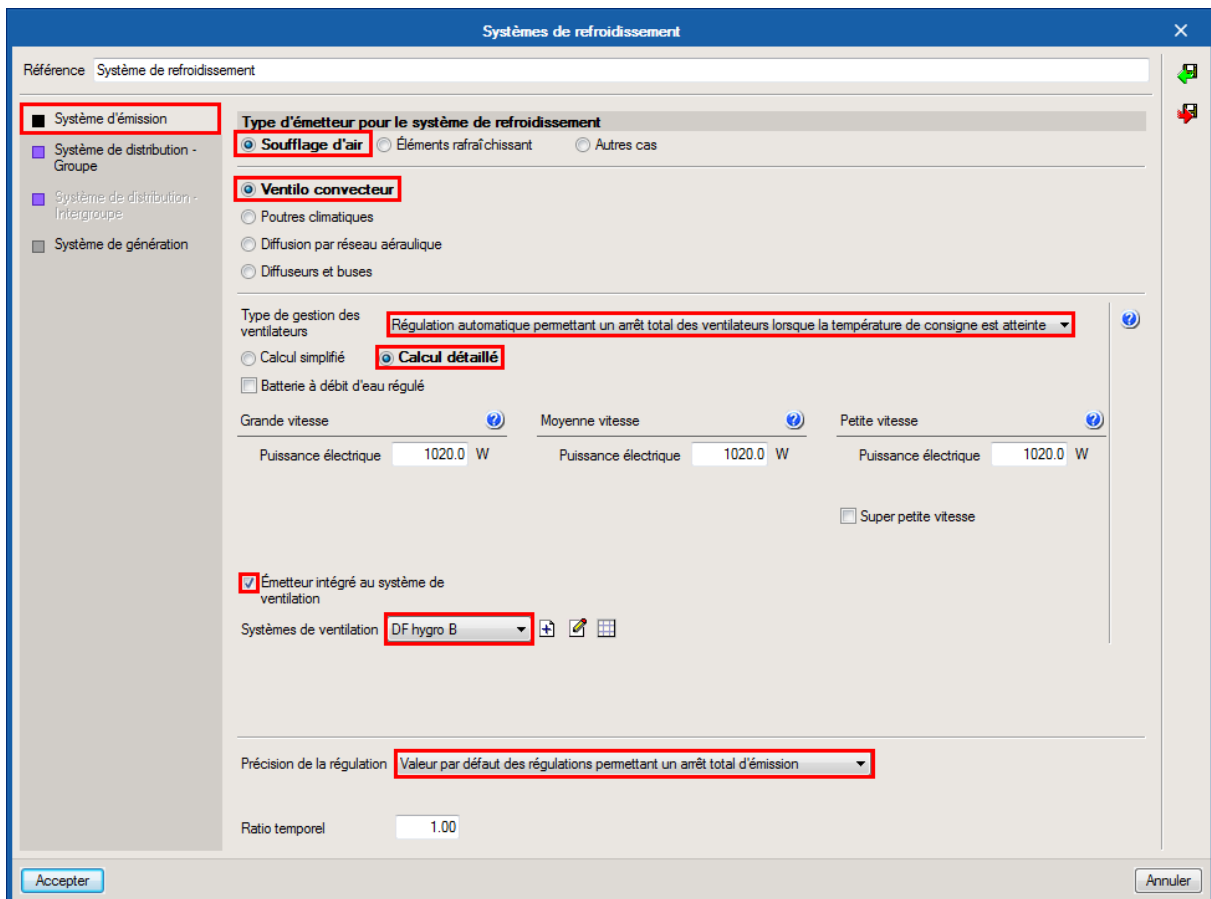 Systèmes de refroidissement
Référence Système de refroidissement
Système d'émission
Système de distribution -
Groupe
Système de distribution -
Intergroupe
Système de génération
Type d'émetteur pour le système de refroidissement
Soufflage d'air Éléments rafraîchissant Autres cas
Ventilo convecteur
Poutres climatiques
Diffusion par réseau aéraulique
Diffuseurs et buses
Type de gestion des
ventilateurs
Régulation automatique permettant un arrêt total des ventilateurs lorsque la température de consigne est atteinte
Calcul simplifié Calcul détaillé
Batterie à débit d'eau régulé
Grande vitesse Moyenne vitesse Petite vitesse
Puissance électrique 1020.0 W Puissance électrique 1020.0 W Puissance électrique 1020.0 W
Super petite vitesse
Émetteur intégré au système de
ventilation
Systèmes de ventilation DF hygro B
Précision de la régulation Valeur par défaut des régulations permettant un arrêt total d'émission
Ratio temporel 1.00
Accepter Annuler